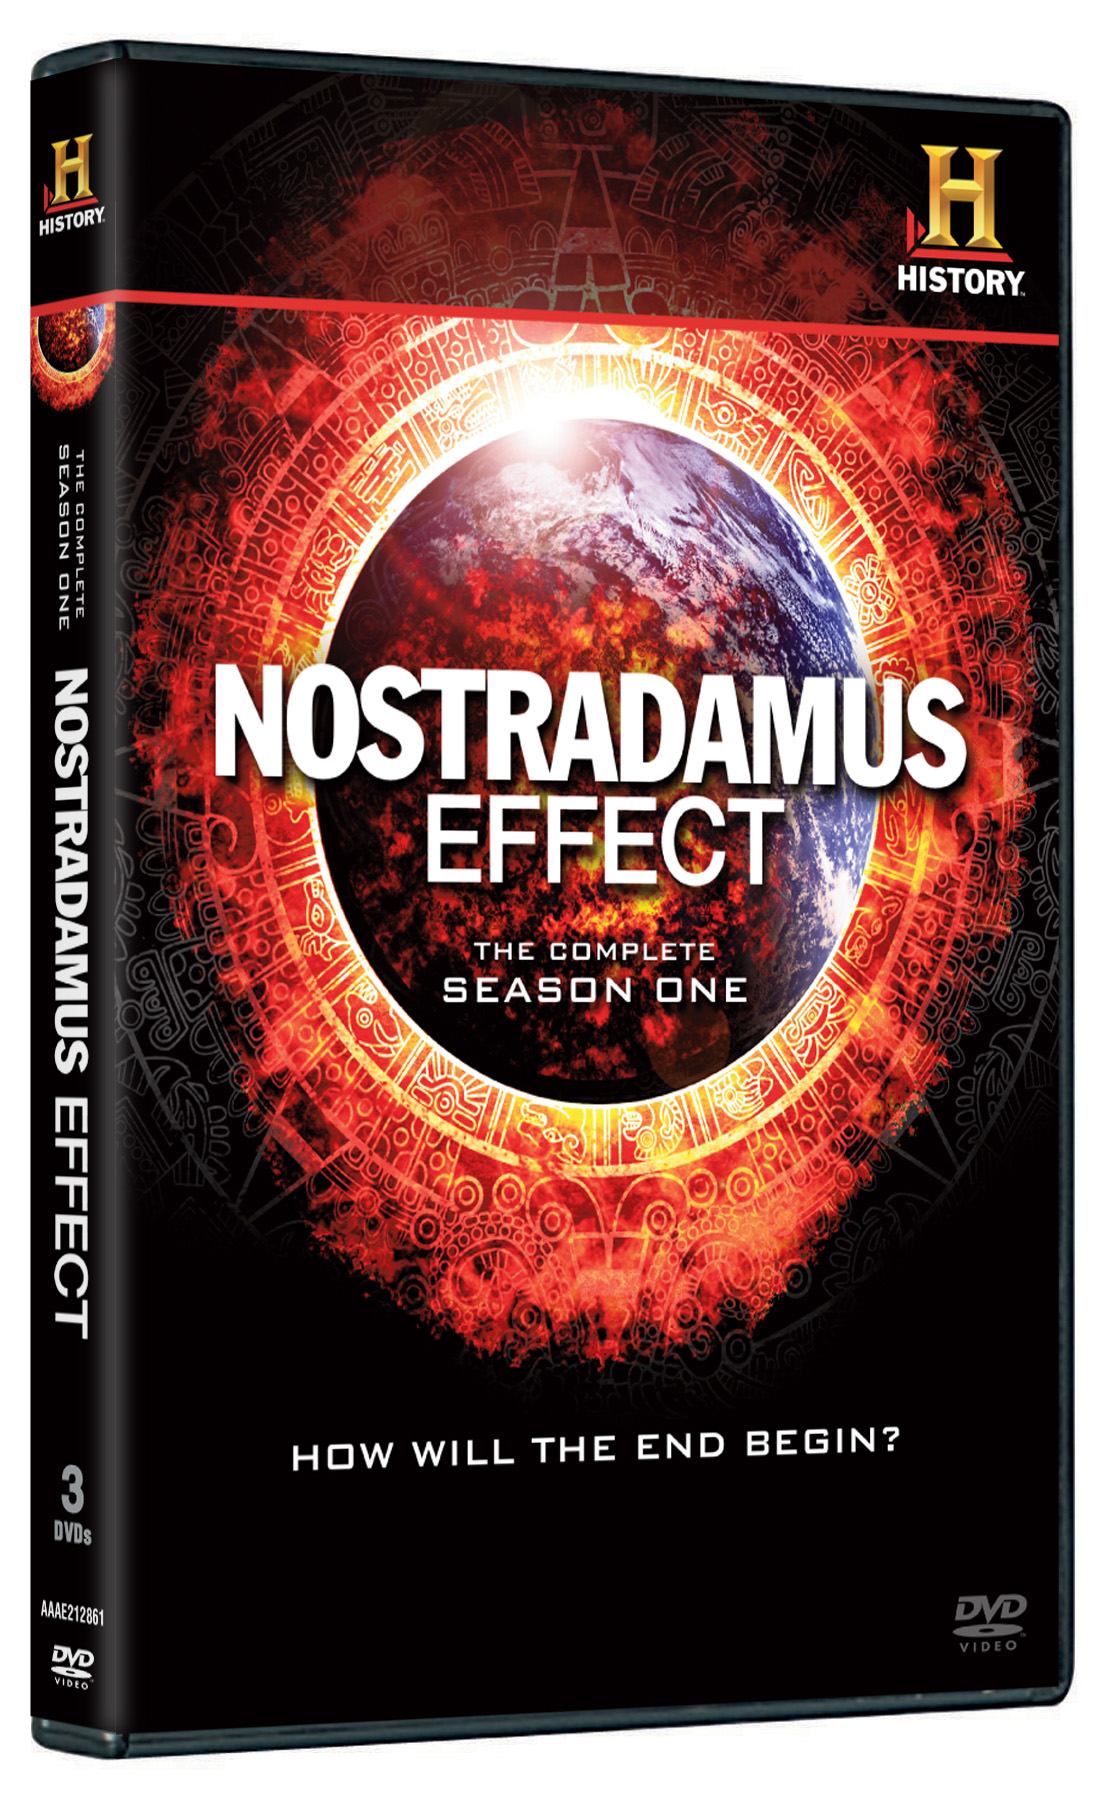 H
HISTORY
THE COMPLETE
SEASON ONE
NOSTRADAMUS EFFECT
3
DVDs
AAAE212861
DVD
VIDEO
H
HISTORY™
NOSTRADAMUS
EFFECT
THE COMPLETE
SEASON ONE
HOW WILL THE END BEGIN?
DVD
VIDEO